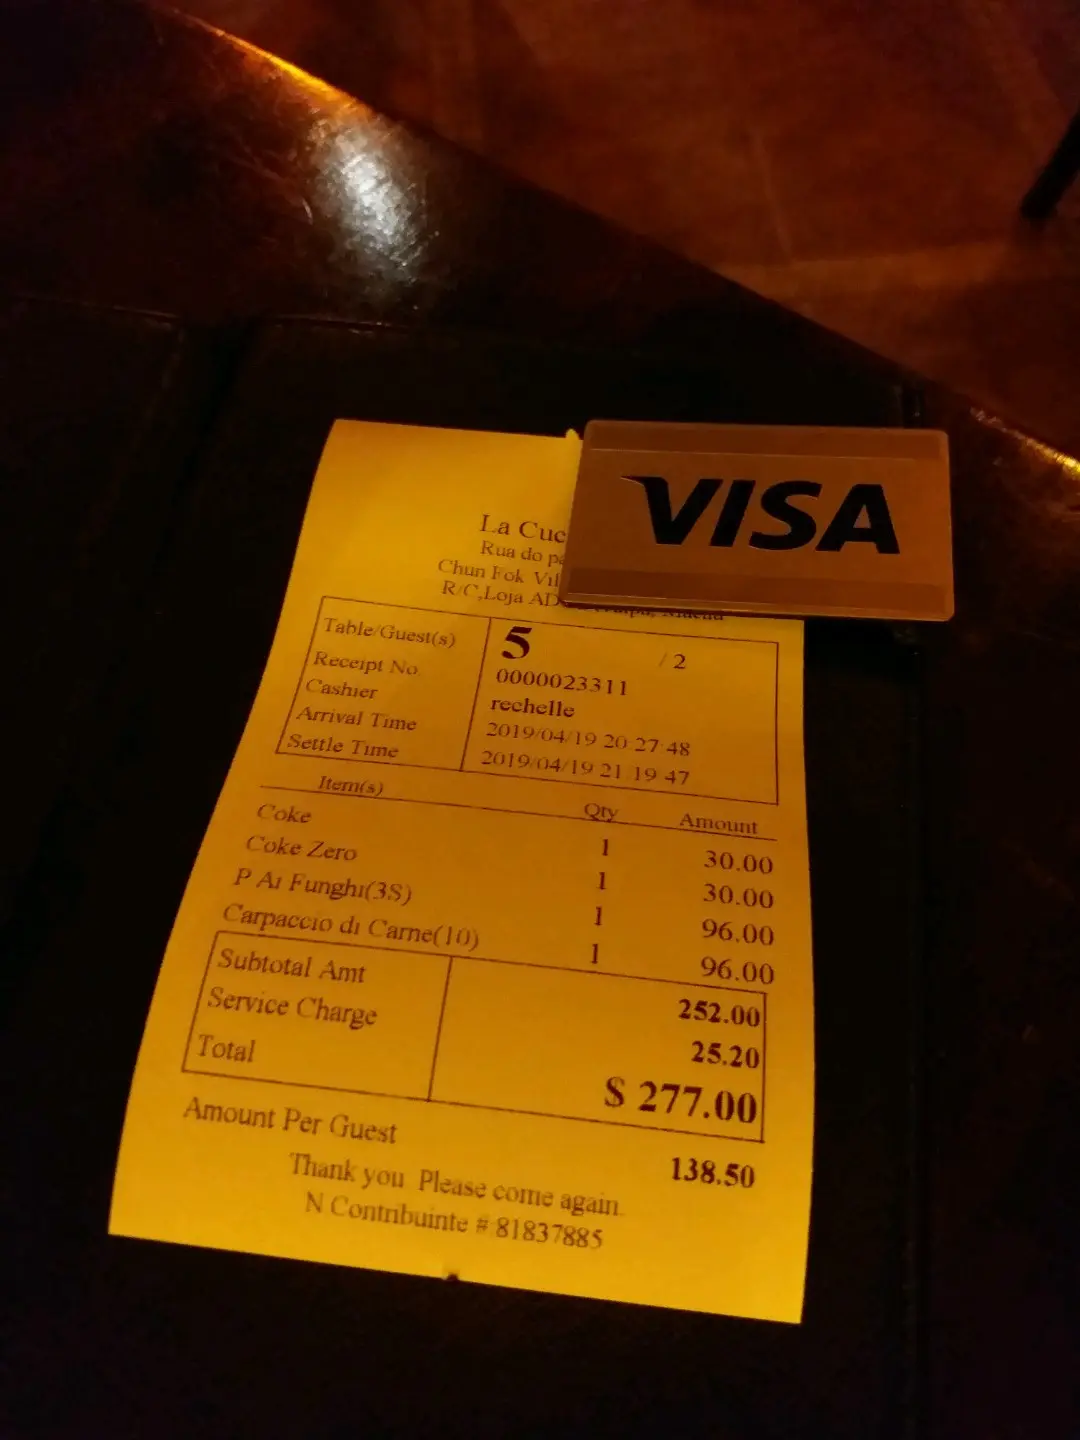 VISA
La Cuc
Rua do pa
Chun Fok Vil
R/C,Loja AD
Table/Guest(s) 5 / 2
Receipt No. 0000023311
Cashier rechelle
Arrival Time 2019/04/19 20:27:48
Settle Time 2019/04/19 21:19:47
Item(s) Qty Amount
Coke 1 30.00
Coke Zero 1 30.00
P Ai Funghi(3S) 1 96.00
Carpaccio di Carne(10) 1 96.00
Subtotal Amt 252.00
Service Charge 25.20
Total $ 277.00
Amount Per Guest 138.50
Thank you. Please come again.
N.Contribuinte # 81837885